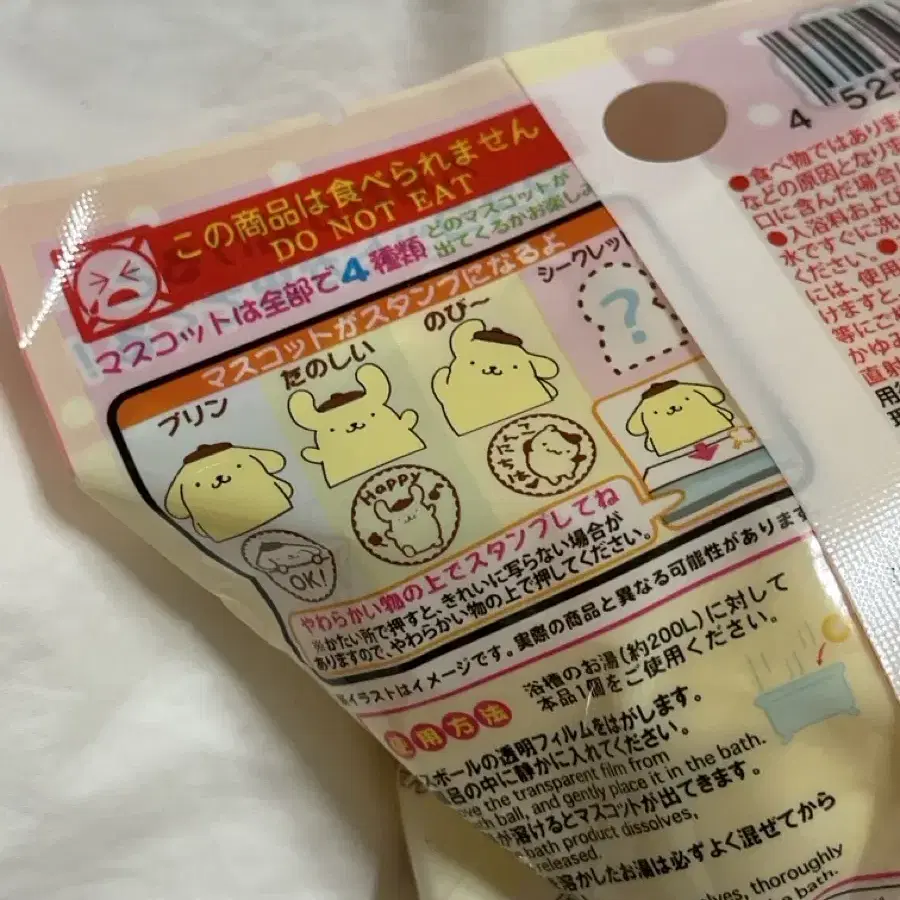 この商品は食べられません
DO NOT EAT
マスコットは全部で4種類
どのマスコットが
出てくるかお楽しみ
マスコットがスタンプになるよ
プリン
たのしい
のび〜
シークレット
?
Happy
OK!
やわらかい物の上でスタンプしてね
※かたい所で押すと、きれいに写らない場合が
ありますので、やわらかい物の上で押してください。
※イラストはイメージです。実際の商品と異なる可能性があります
浴槽のお湯(約200L)に対して
本品1個をご使用ください。
使用方法
スボールの透明フィルムをはがします。
呂の中に静かに入れてください。
the transparent film from
ball, and gently place it in the bath.
が溶けるとマスコットが出てきます。
bath product dissolves,
released.
を溶かしたお湯は必ずよく混ぜてから
thoroughly
the bath.
4 525
●食べ物ではありま
などの原因となりま
口に含んだ場合
●入浴料および
水ですぐに洗
ください。●
には、使用
けますと、
等にご
かゆみ
直射
用